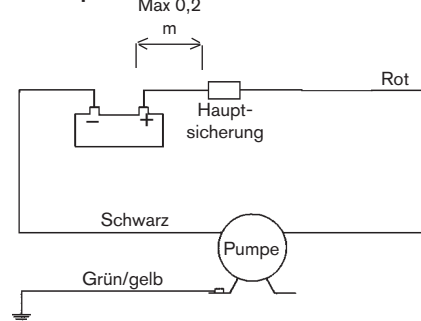 Max 0,2
m
Rot
Haupt-
sicherung
− +
Schwarz
Pumpe
Grün/gelb